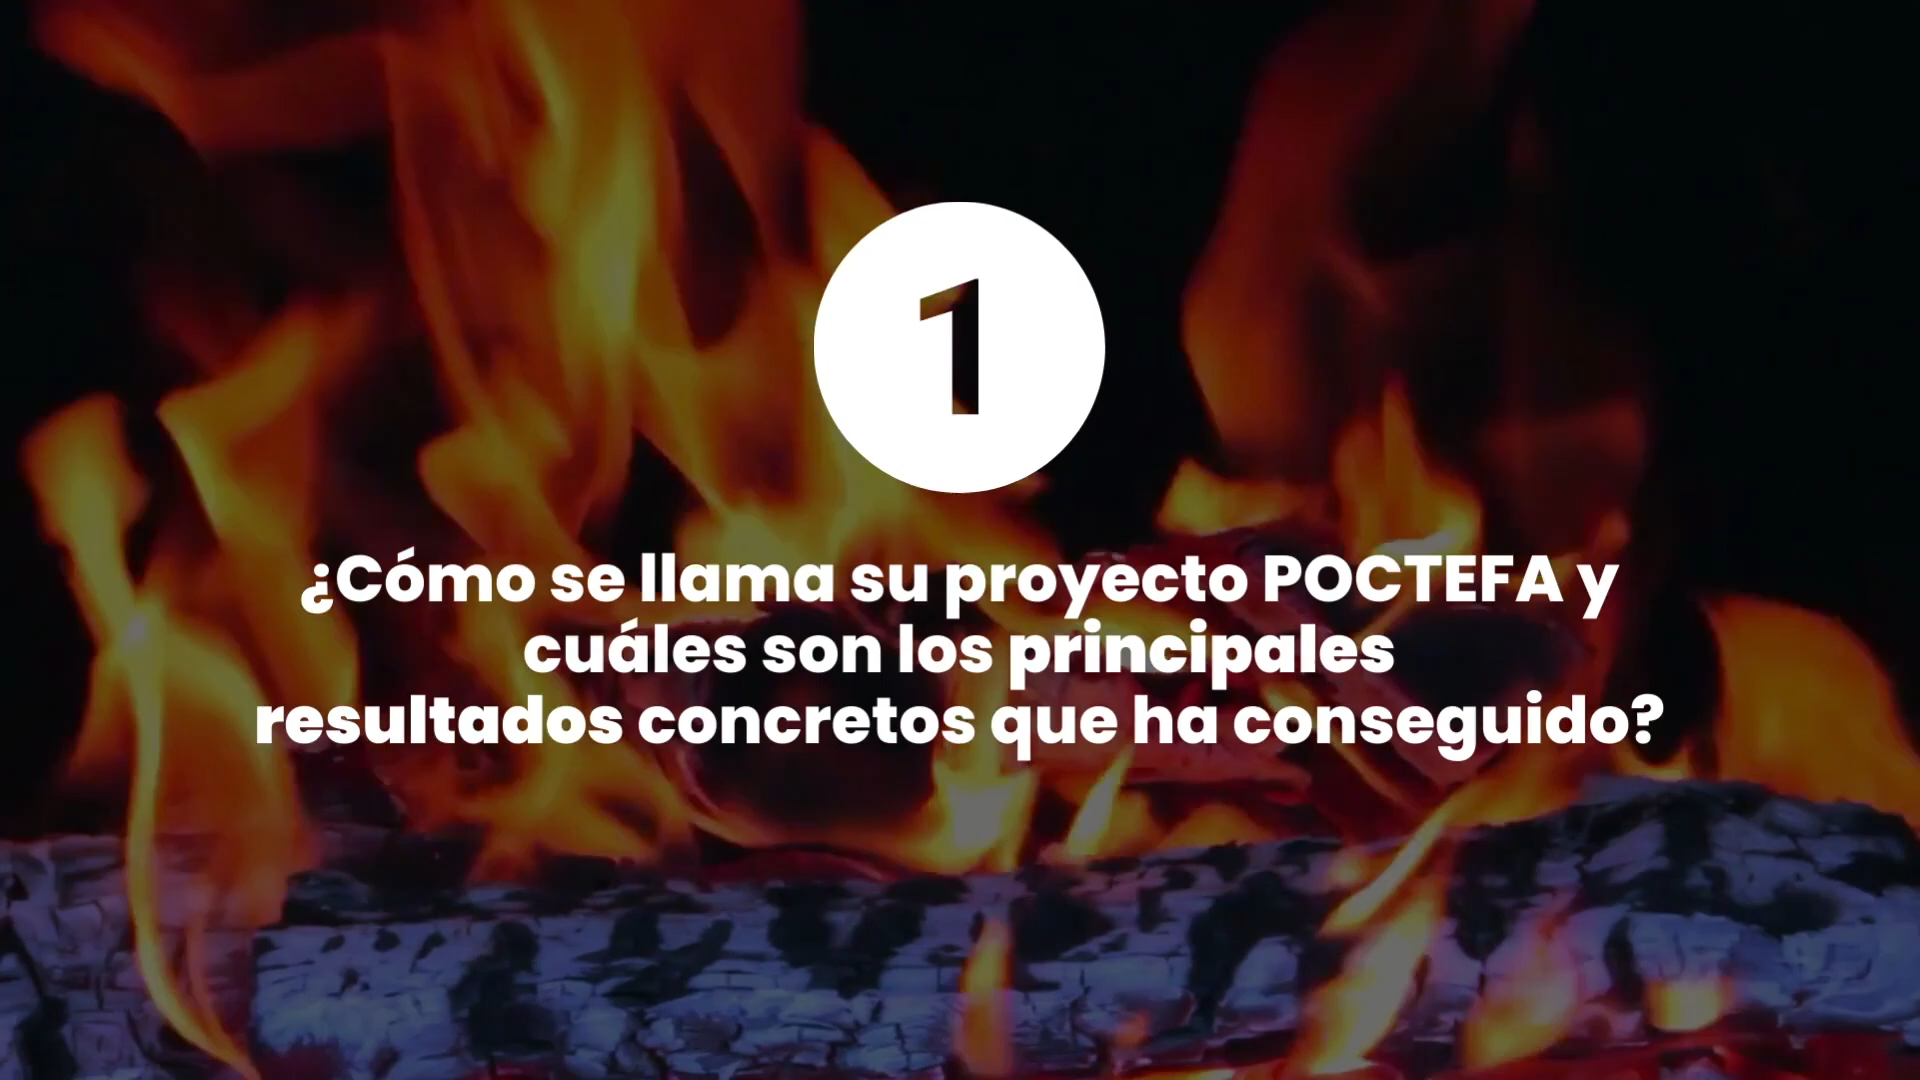 1
¿Cómo se llama su proyecto POCTEFA y
cuáles son los principales
resultados concretos que ha conseguido?